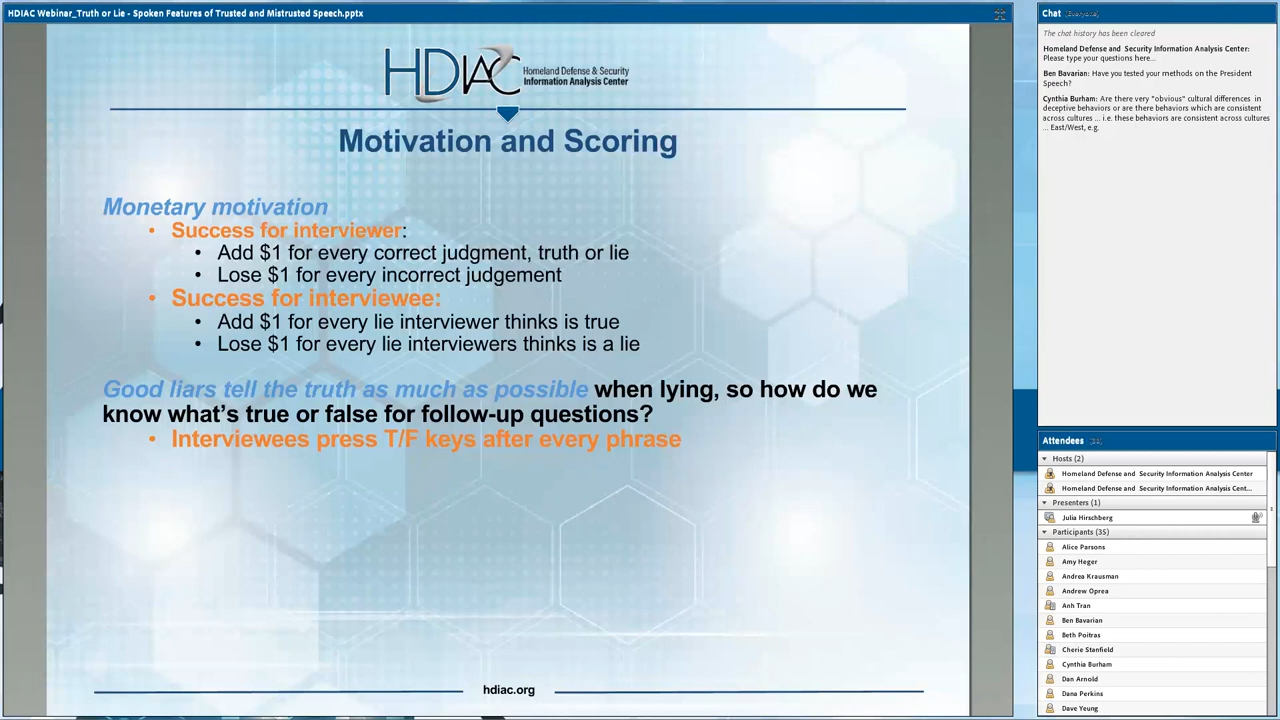 HDIAC Webinar_Truth or Lie - Spoken Features of Trusted and Mistrusted Speech.pptx
HDIAC
Homeland Defense & Security
Information Analysis Center
Motivation and Scoring
Monetary motivation
• Success for interviewer:
• Add $1 for every correct judgment, truth or lie
• Lose $1 for every incorrect judgement
• Success for interviewee:
• Add $1 for every lie interviewer thinks is true
• Lose $1 for every lie interviewers thinks is a lie
Good liars tell the truth as much as possible when lying, so how do we
know what's true or false for follow-up questions?
• Interviewees press T/F keys after every phrase
hdiac.org
Chat (Everyone)
The chat history has been cleared
Homeland Defense and Security Information Analysis Center:
Please type your questions here...
Ben Bavarian: Have you tested your methods on the President
Speech?
Cynthia Burham: Are there very "obvious" cultural differences in
deceptive behaviors or are there behaviors which are consistent
across cultures ... i.e. these behaviors are consistent across cultures
... East/West, e.g.
Attendees
Hosts (2)
Homeland Defense and Security Information Analysis Center
Homeland Defense and Security Information Analysis Cent...
Presenters (1)
Julia Hirschberg
Participants (35)
Alice Parsons
Amy Heger
Andrea Krausman
Andrew Oprea
Anh Tran
Ben Bavarian
Beth Poitras
Cherie Stanfield
Cynthia Burham
Dan Arnold
Dana Perkins
Dave Yeung